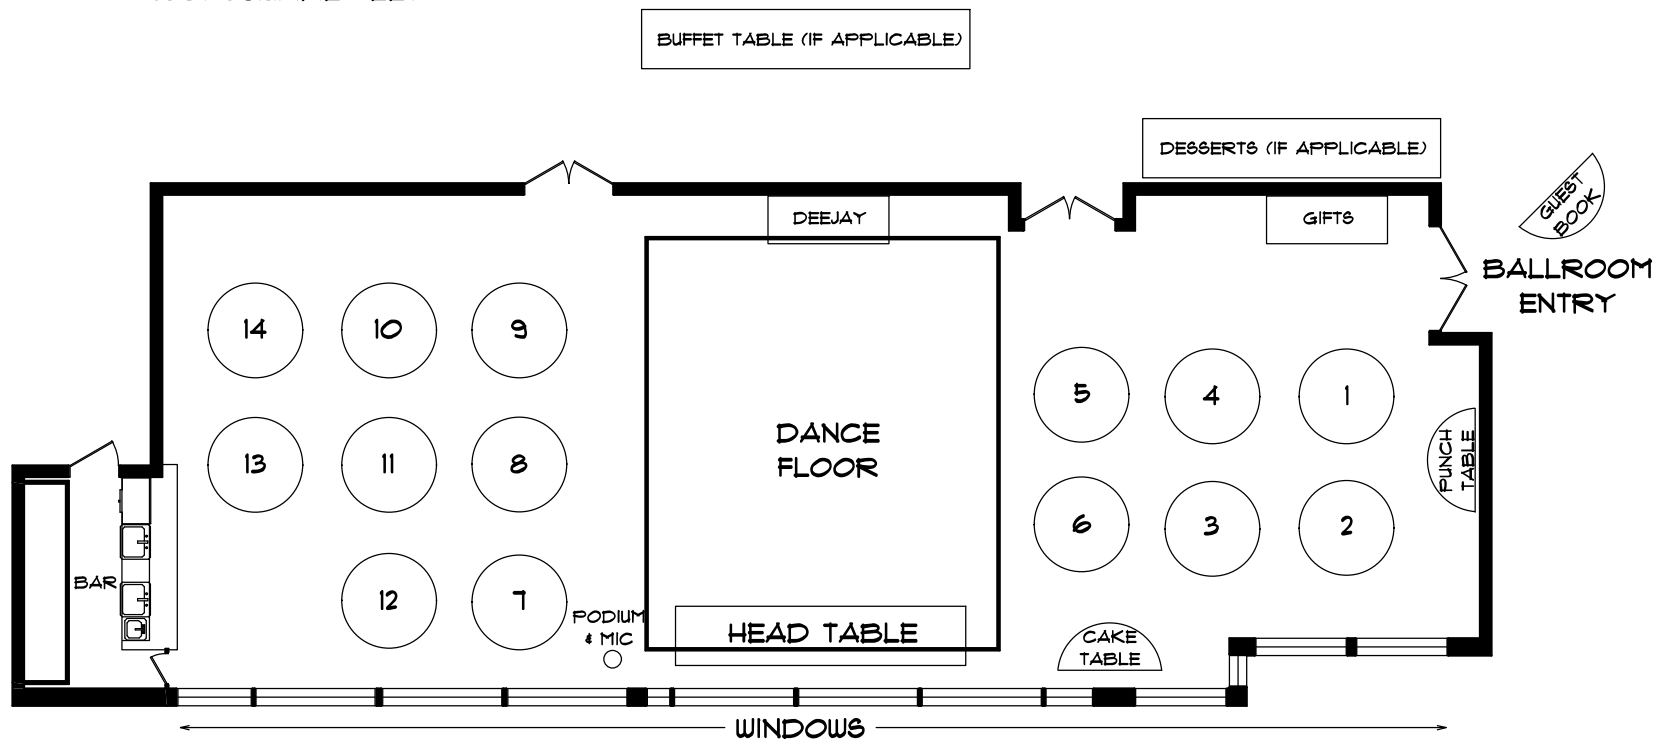 BUFFET TABLE (IF APPLICABLE)
DESSERTS (IF APPLICABLE)
GUEST
BOOK
DEEJAY
GIFTS
BALLROOM
ENTRY
14
10
9
5
4
1
DANCE
FLOOR
13
11
8
PUNCH
TABLE
6
3
2
BAR
12
7
PODIUM
& MIC
HEAD TABLE
CAKE
TABLE
WINDOWS